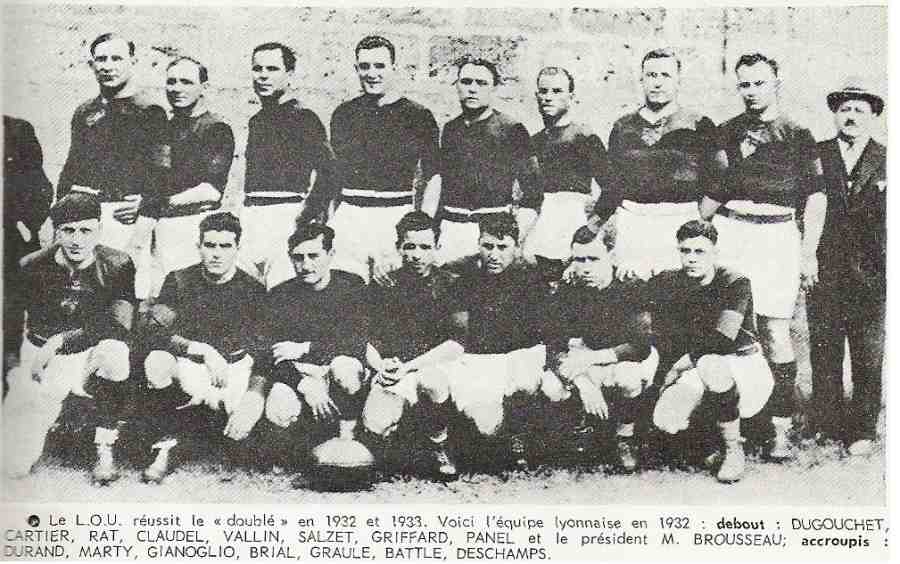 ● Le L.O.U. réussit le « doublé » en 1932 et 1933. Voici l'équipe lyonnaise en 1932 : debout : DUGOUCHET,
CARTIER, RAT, CLAUDEL, VALLIN, SALZET, GRIFFARD, PANEL et le président M. BROUSSEAU; accroupis :
DURAND, MARTY, GIANOGLIO, BRIAL, GRAULE, BATTLE, DESCHAMPS.